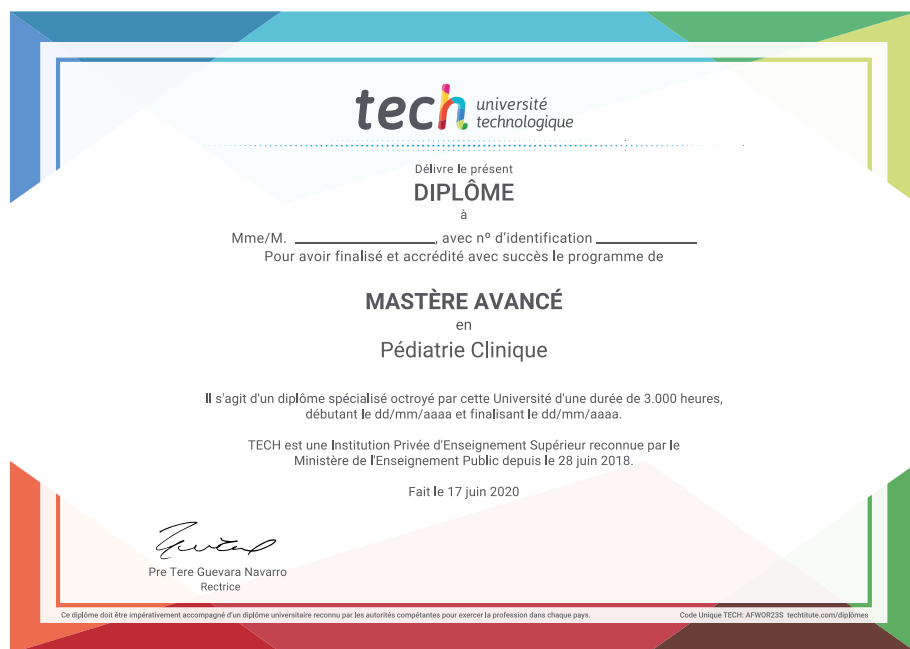 tech université
technologique
Délivre le présent
DIPLÔME
à
Mme/M. ____________, avec nº d'identification ____________
Pour avoir finalisé et accrédité avec succès le programme de
MASTÈRE AVANCÉ
en
Pédiatrie Clinique
Il s'agit d'un diplôme spécialisé octroyé par cette Université d'une durée de 3.000 heures,
débutant le dd/mm/aaaa et finalisant le dd/mm/aaaa.
TECH est une Institution Privée d'Enseignement Supérieur reconnue par le
Ministère de l'Enseignement Public depuis le 28 juin 2018.
Fait le 17 juin 2020
Pre Tere Guevara Navarro
Rectrice
Ce diplôme doit être impérativement accompagné d'un diplôme universitaire reconnu par les autorités compétentes pour exercer la profession dans chaque pays.
Code Unique TECH: AFWOR23S techtitute.com/diplômes